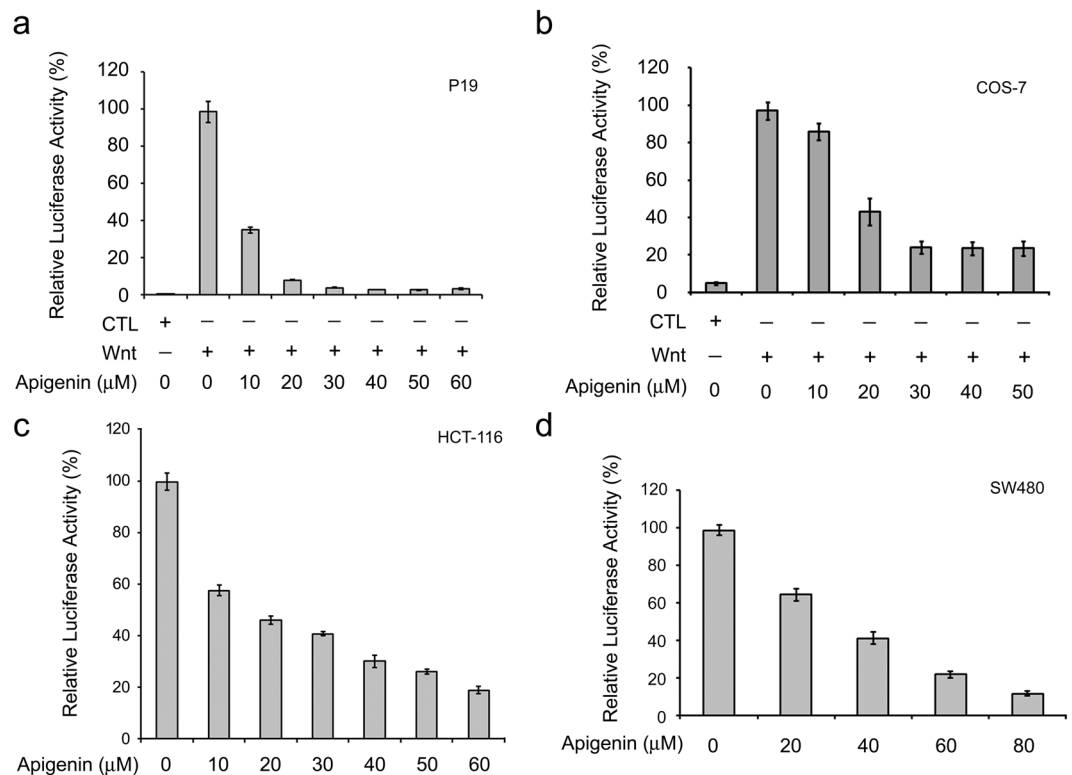 a
P19
Relative Luciferase Activity (%)
120
100
80
60
40
20
0
CTL + − − − − − − −
Wnt − + + + + + + +
Apigenin (μM) 0 0 10 20 30 40 50 60
b
COS-7
Relative Luciferase Activity (%)
120
100
80
60
40
20
0
CTL + − − − − − −
Wnt − + + + + + +
Apigenin (μM) 0 0 10 20 30 40 50
c
HCT-116
Relative Luciferase Activity (%)
120
100
80
60
40
20
0
Apigenin (μM) 0 10 20 30 40 50 60
d
SW480
Relative Luciferase Activity (%)
120
100
80
60
40
20
0
Apigenin (μM) 0 20 40 60 80